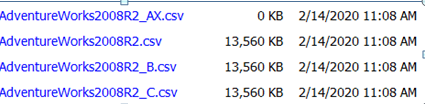 AdventureWorks2008R2_AX.csv 0 KB 2/14/2020 11:08 AM
AdventureWorks2008R2.csv 13,560 KB 2/14/2020 11:08 AM
AdventureWorks2008R2_B.csv 13,560 KB 2/14/2020 11:08 AM
AdventureWorks2008R2_C.csv 13,560 KB 2/14/2020 11:08 AM